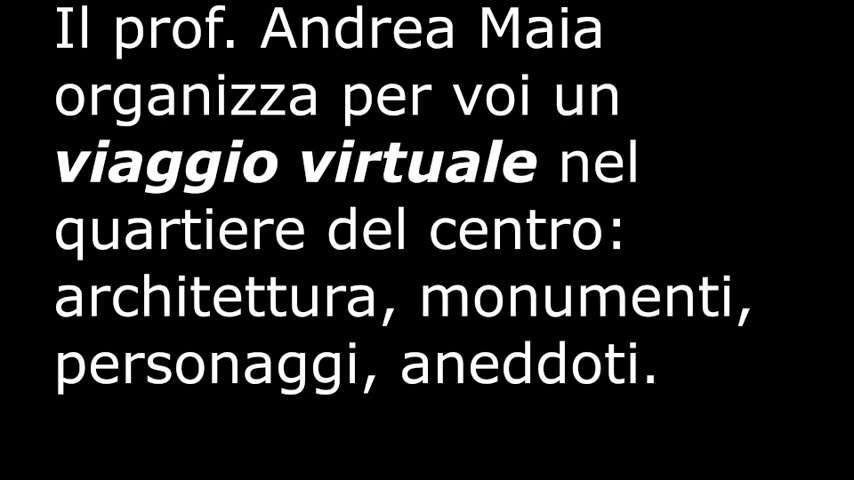 Il prof. Andrea Maia
organizza per voi un
viaggio virtuale nel
quartiere del centro:
architettura, monumenti,
personaggi, aneddoti.